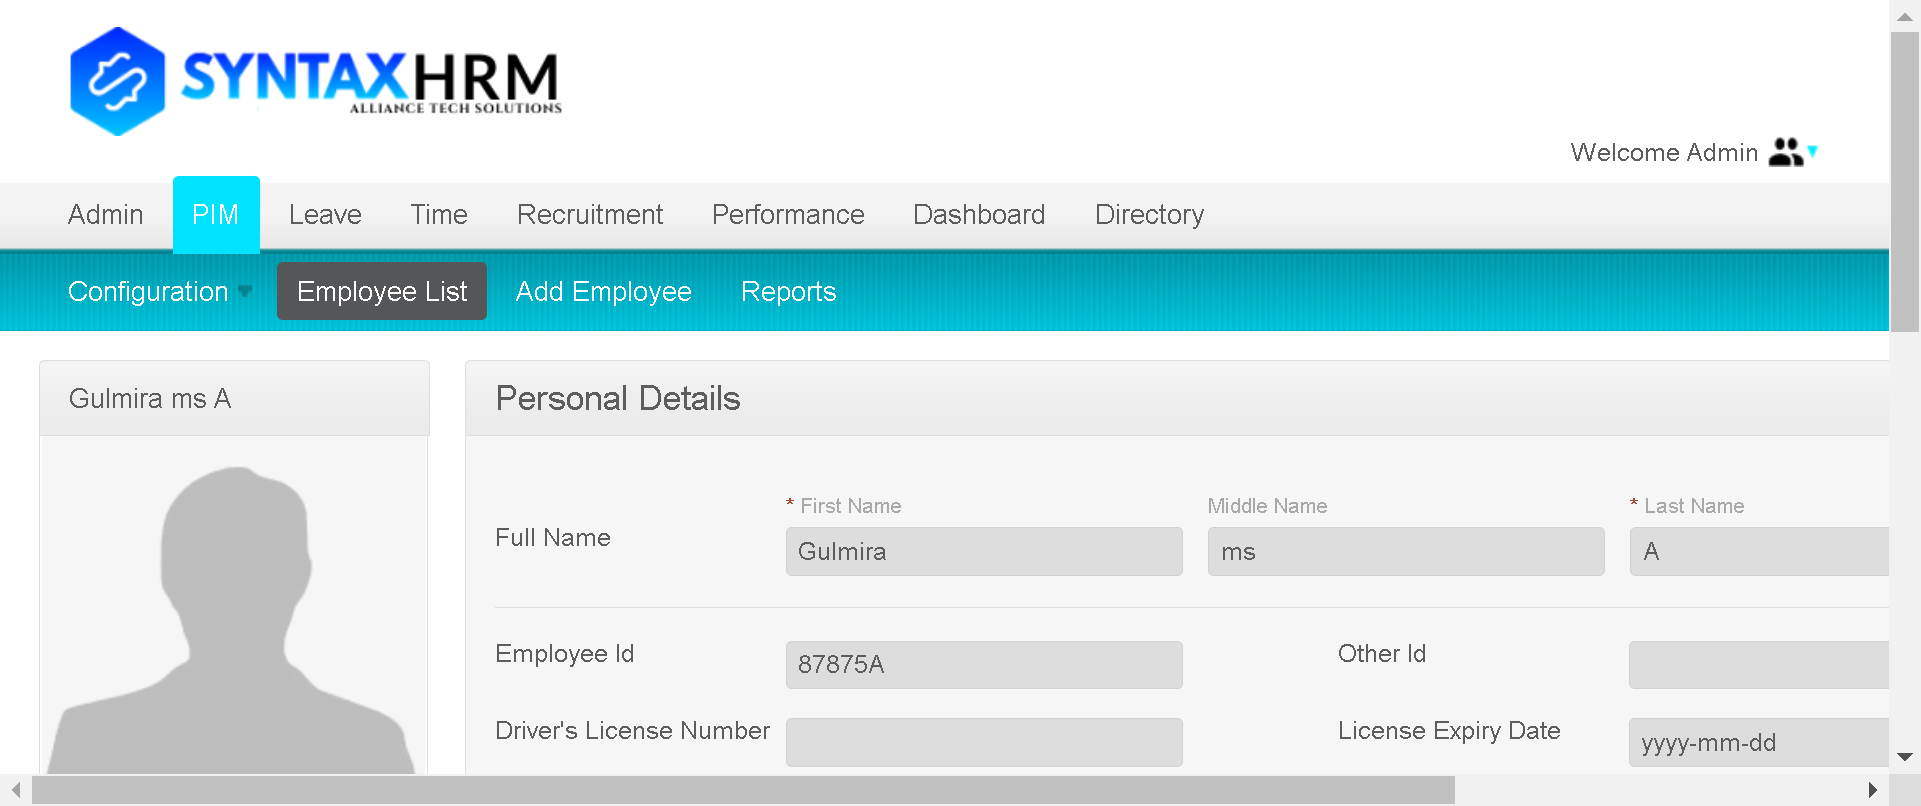 SYNTAXHRM
ALLIANCE TECH SOLUTIONS
Welcome Admin
Admin PIM Leave Time Recruitment Performance Dashboard Directory
Configuration Employee List Add Employee Reports
Gulmira ms A
Personal Details
* First Name Middle Name * Last Name
Full Name Gulmira ms A
Employee Id 87875A Other Id
Driver's License Number License Expiry Date yyyy-mm-dd